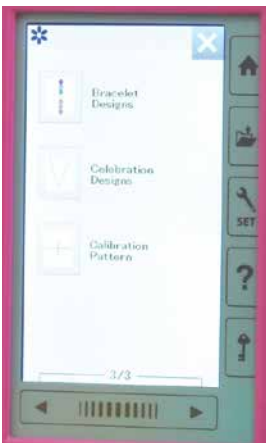 Bracelet
Designs
Celebration
Designs
SET
Calibration
Pattern
?
3/3